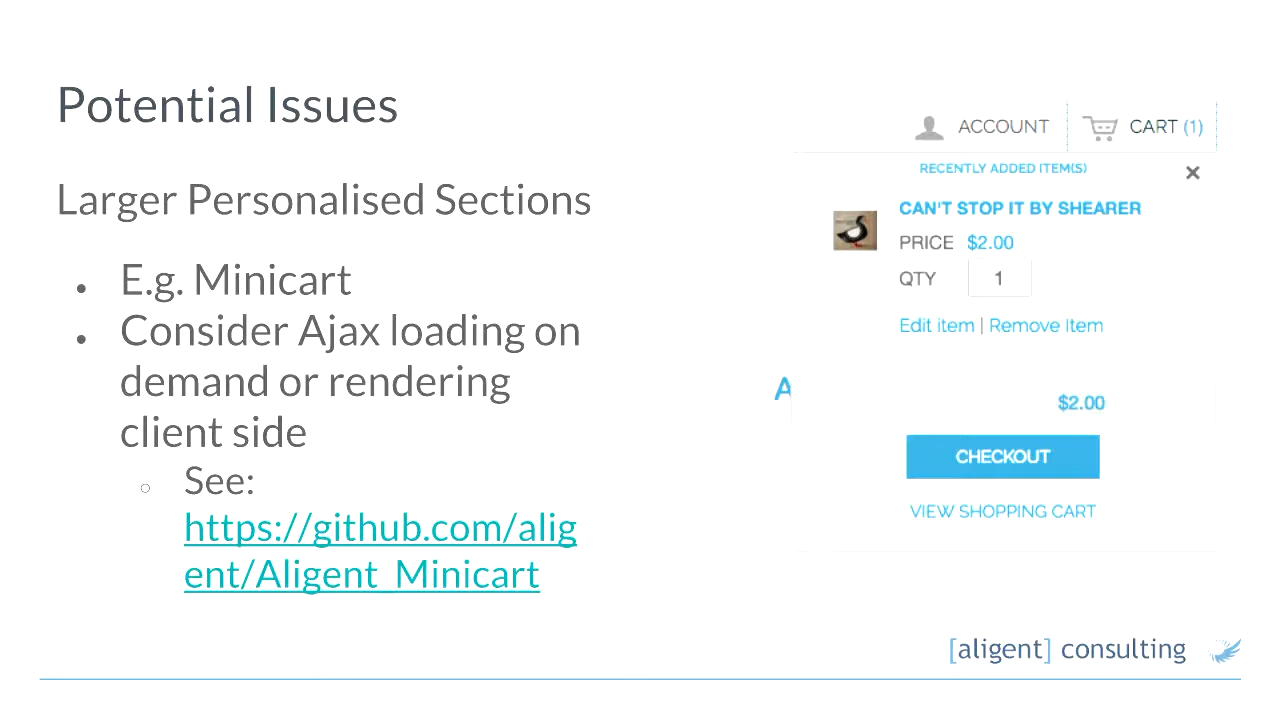 Potential Issues
Larger Personalised Sections
E.g. Minicart
Consider Ajax loading on
demand or rendering
client side
See:
https://github.com/alig
ent/Aligent_Minicart
ACCOUNT
CART (1)
RECENTLY ADDED ITEM(S)
×
CAN'T STOP IT BY SHEARER
PRICE $2.00
QTY 1
Edit item | Remove Item
A
$2.00
CHECKOUT
VIEW SHOPPING CART
[aligent] consulting